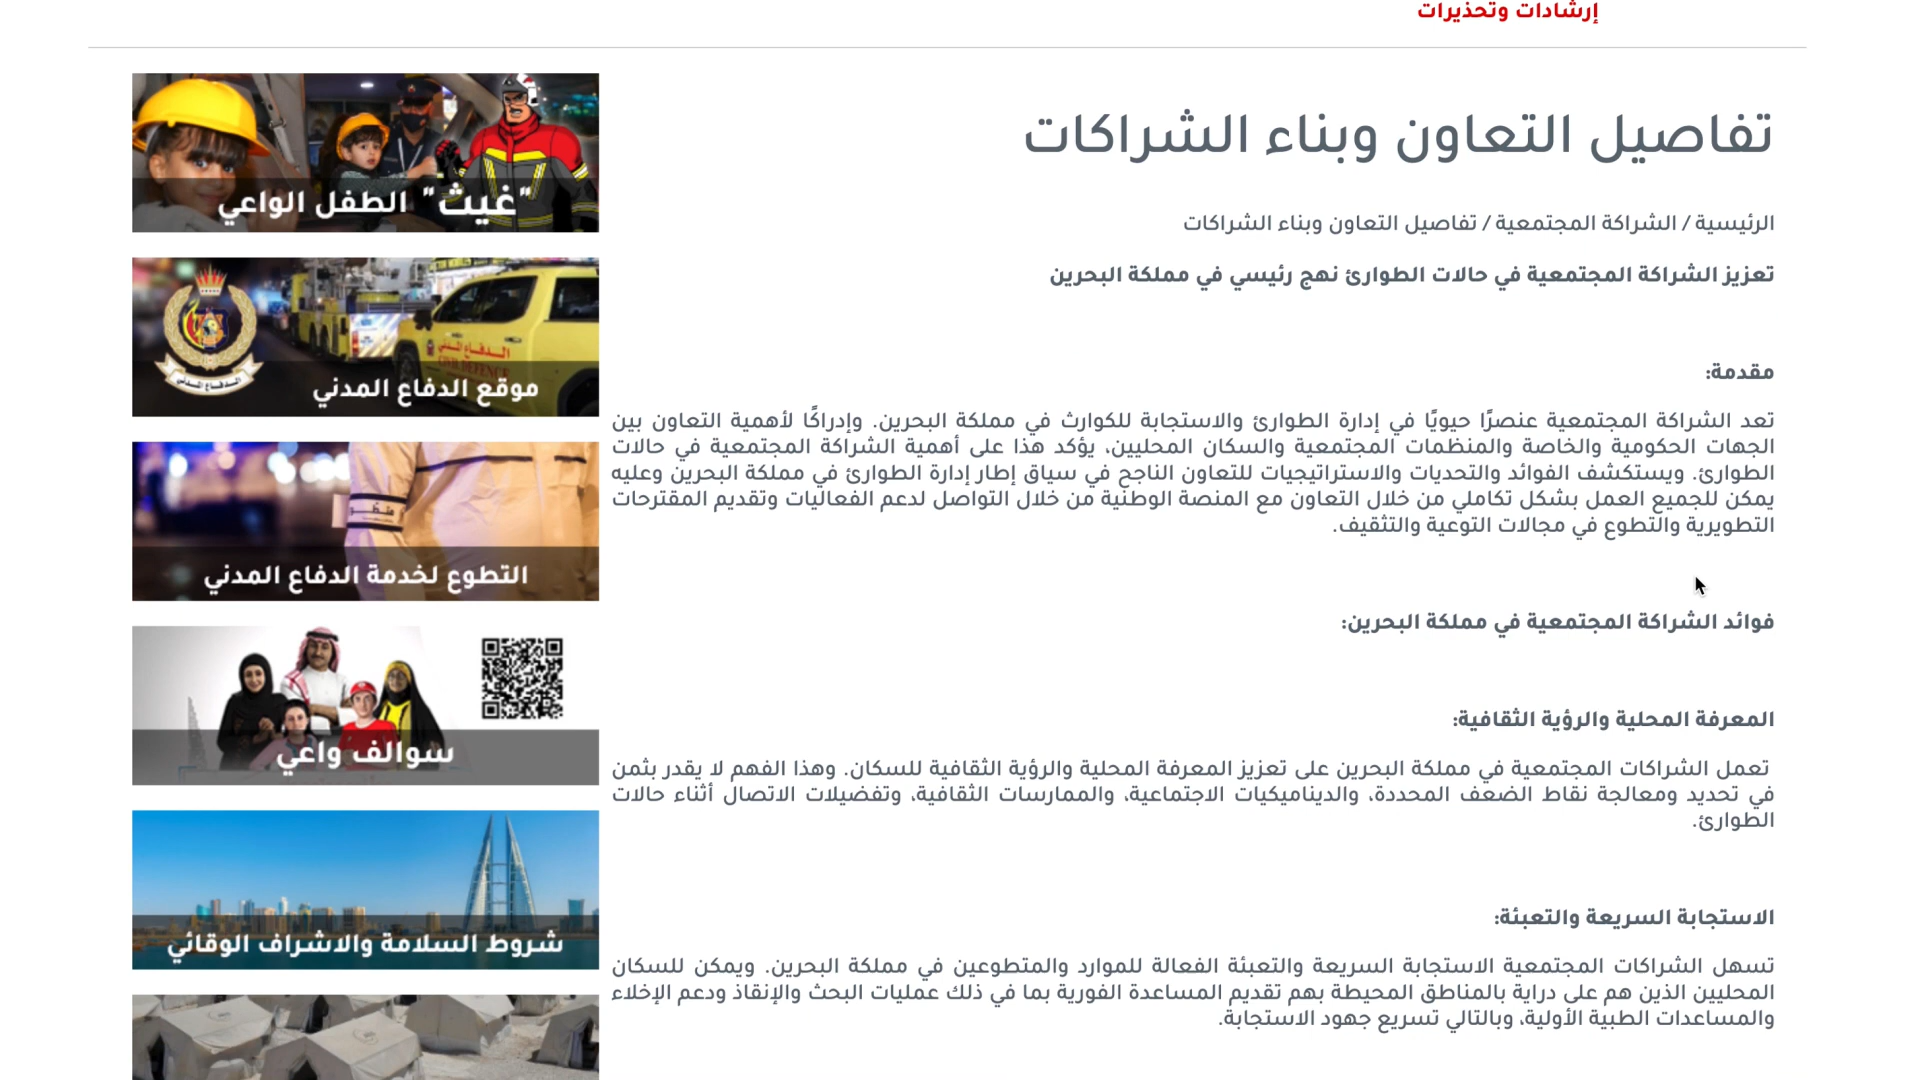 إرشادات وتحذيرات
تفاصيل التعاون وبناء الشراكات
الرئيسية / الشراكة المجتمعية / تفاصيل التعاون وبناء الشراكات
تعزيز الشراكة المجتمعية في حالات الطوارئ نهج رئيسي في مملكة البحرين
مقدمة:
تعد الشراكة المجتمعية عنصرًا حيويًا في إدارة الطوارئ والاستجابة للكوارث في مملكة البحرين. وإدراكًا لأهمية التعاون بين
الجهات الحكومية والخاصة والمنظمات المجتمعية والسكان المحليين، يؤكد هذا على أهمية الشراكة المجتمعية في حالات
الطوارئ. ويستكشف الفوائد والتحديات والاستراتيجيات للتعاون الناجح في سياق إطار إدارة الطوارئ في مملكة البحرين وعليه
يمكن للجميع العمل بشكل تكاملي من خلال التعاون مع المنصة الوطنية من خلال التواصل لدعم الفعاليات وتقديم المقترحات
التطويرية والتطوع في مجالات التوعية والتثقيف.
فوائد الشراكة المجتمعية في مملكة البحرين:
المعرفة المحلية والرؤية الثقافية:
تعمل الشراكات المجتمعية في مملكة البحرين على تعزيز المعرفة المحلية والرؤية الثقافية للسكان. وهذا الفهم لا يقدر بثمن
في تحديد ومعالجة نقاط الضعف المحددة، والديناميكيات الاجتماعية، والممارسات الثقافية، وتفضيلات الاتصال أثناء حالات
الطوارئ.
الاستجابة السريعة والتعبئة:
تسهل الشراكات المجتمعية الاستجابة السريعة والتعبئة الفعالة للموارد والمتطوعين في مملكة البحرين. ويمكن للسكان
المحليين الذين هم على دراية بالمناطق المحيطة بهم تقديم المساعدة الفورية بما في ذلك عمليات البحث والإنقاذ ودعم الإخلاء
والمساعدات الطبية الأولية، وبالتالي تسريع جهود الاستجابة.
"غيث" الطفل الواعي
الدفاع المدني
CIVIL DEFENCE
الدفاع المدني
موقع الدفاع المدني
التطوع لخدمة الدفاع المدني
سوالف واعي
شروط السلامة والاشراف الوقائي